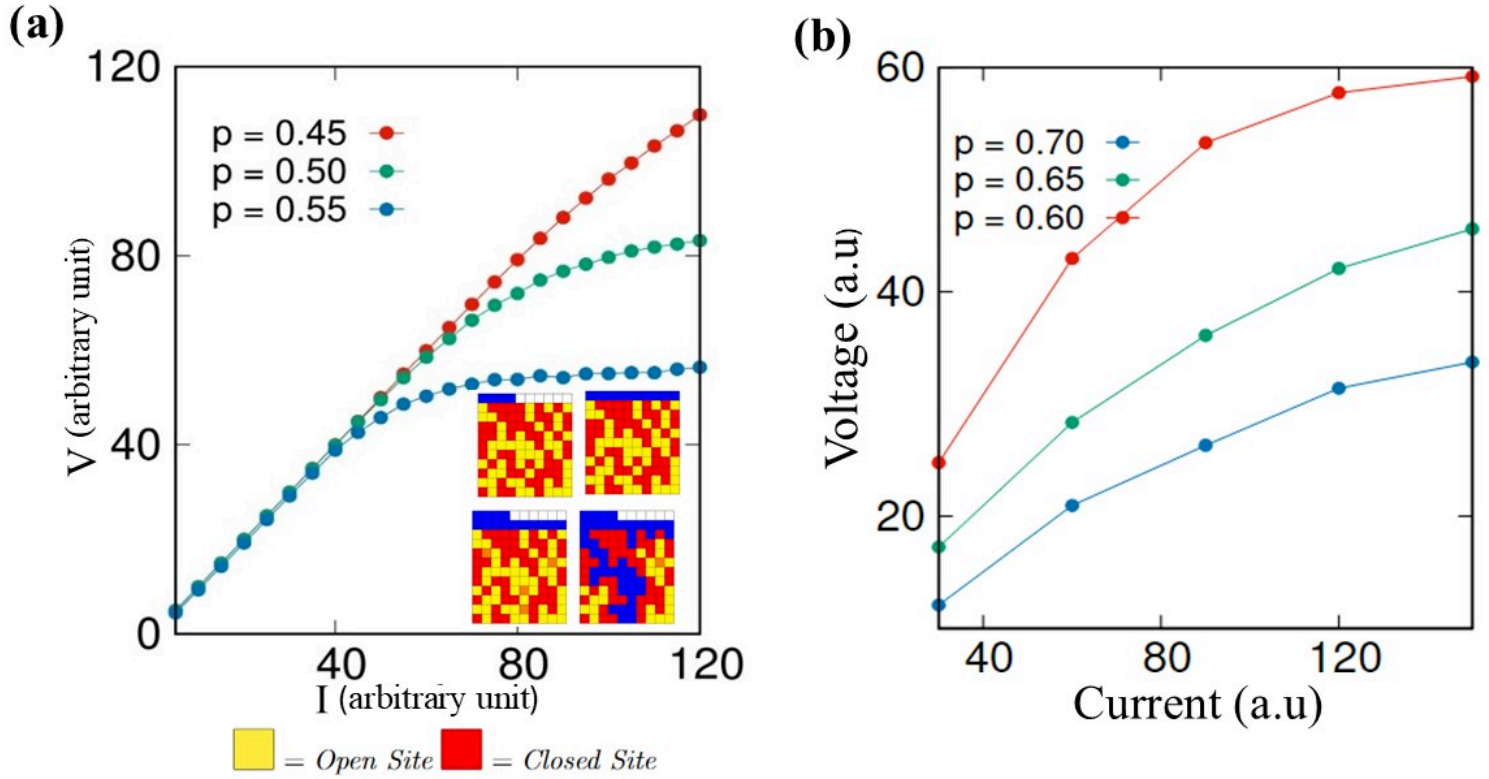 (a)
120
80
40
0
V (arbitrary unit)
p = 0.45
p = 0.50
p = 0.55
40 80 120
I (arbitrary unit)
= Open Site = Closed Site
(b)
60
40
20
Voltage (a.u)
p = 0.70
p = 0.65
p = 0.60
40 80 120
Current (a.u)